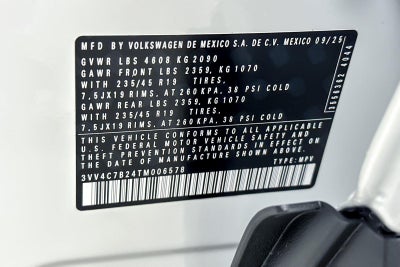 MFD BY VOLKSWAGEN DE MEXICO S.A. DE C.V. MEXICO 09/25
GVWR LBS 4608 KG 2090
GAWR FRONT LBS 2359, KG 1070
WITH 235/45 R19 TIRES,
7.5JX19 RIMS, AT 260KPA, 38 PSI COLD
GAWR REAR LBS 2359, KG 1070
WITH 235/45 R19 TIRES,
7.5JX19 RIMS, AT 260KPA, 38 PSI COLD
THIS VEHICLE CONFORMS TO ALL APPLICABLE
U.S. FEDERAL MOTOR VEHICLE SAFETY AND
THEFT PREVENTION STANDARDS IN EFFECT ON
THE DATE OF MANUFACTURE SHOWN ABOVE.
3VV4C7B24TM006578 TYPE: MPV